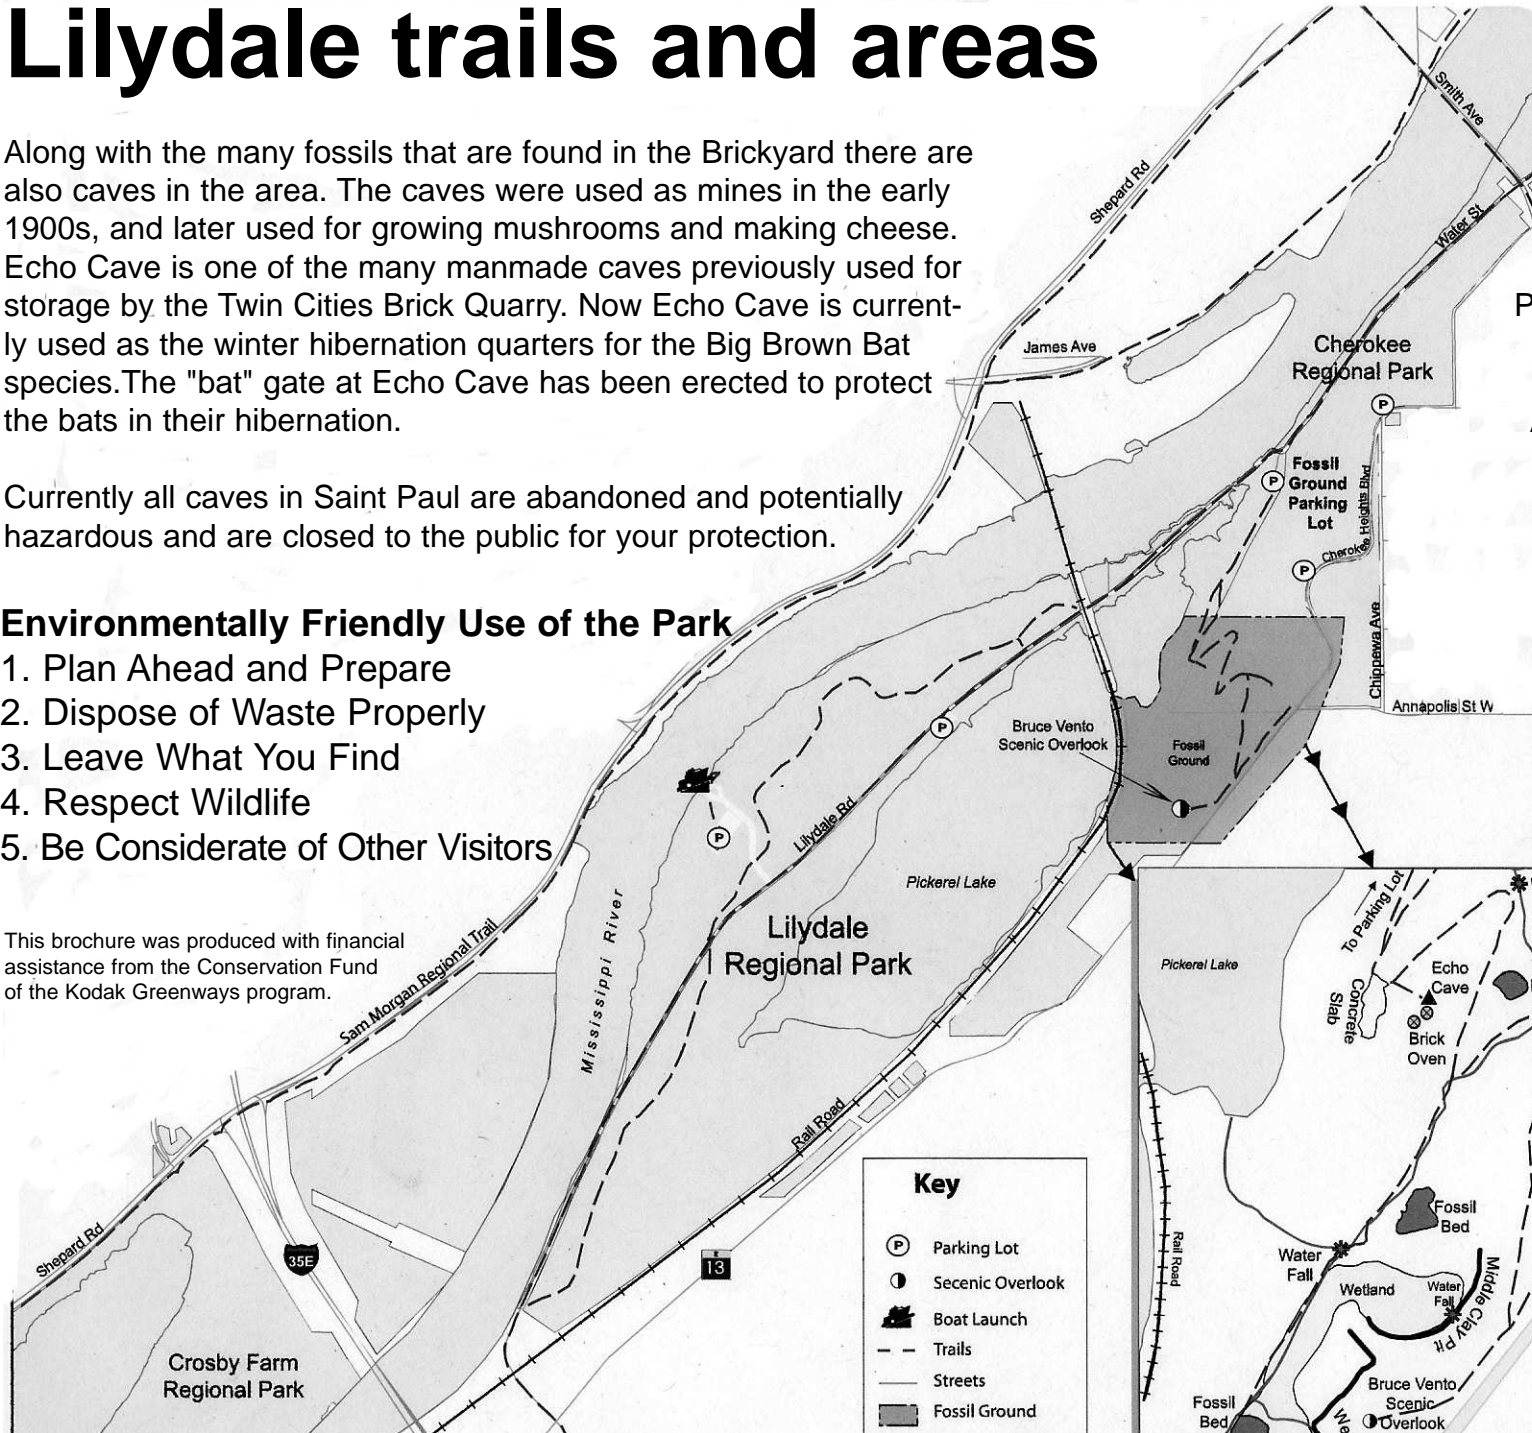 Lilydale trails and areas
Along with the many fossils that are found in the Brickyard there are
also caves in the area. The caves were used as mines in the early
1900s, and later used for growing mushrooms and making cheese.
Echo Cave is one of the many manmade caves previously used for
storage by the Twin Cities Brick Quarry. Now Echo Cave is current-
ly used as the winter hibernation quarters for the Big Brown Bat
species.The "bat" gate at Echo Cave has been erected to protect
the bats in their hibernation.
Currently all caves in Saint Paul are abandoned and potentially
hazardous and are closed to the public for your protection.
Environmentally Friendly Use of the Park
1. Plan Ahead and Prepare
2. Dispose of Waste Properly
3. Leave What You Find
4. Respect Wildlife
5. Be Considerate of Other Visitors
This brochure was produced with financial
assistance from the Conservation Fund
of the Kodak Greenways program.
Smith Ave
Shepard Rd
Water St
P
James Ave
Cherokee
Regional Park
P
Fossil
Ground
Parking
Lot
P
Cherokee Heights Blvd
P
Chippewa Ave
Annapolis St W
Bruce Vento
Scenic Overlook
Fossil
Ground
P
P
Lilydale Rd
Pickerel Lake
Lilydale
Regional Park
Mississippi River
Sam Morgan Regional Trail
Rail Road
Shepard Rd
35E
13
Crosby Farm
Regional Park
Key
P Parking Lot
Secenic Overlook
Boat Launch
Trails
Streets
Fossil Ground
To Parking Lot
Pickerel Lake
Echo
Cave
Concrete
Slab
Brick
Oven
Fossil
Bed
Rail Road
Water
Fall
Wetland
Water
Fall
Middle Clay Pit
Bruce Vento
Scenic
Overlook
Fossil
Bed
We